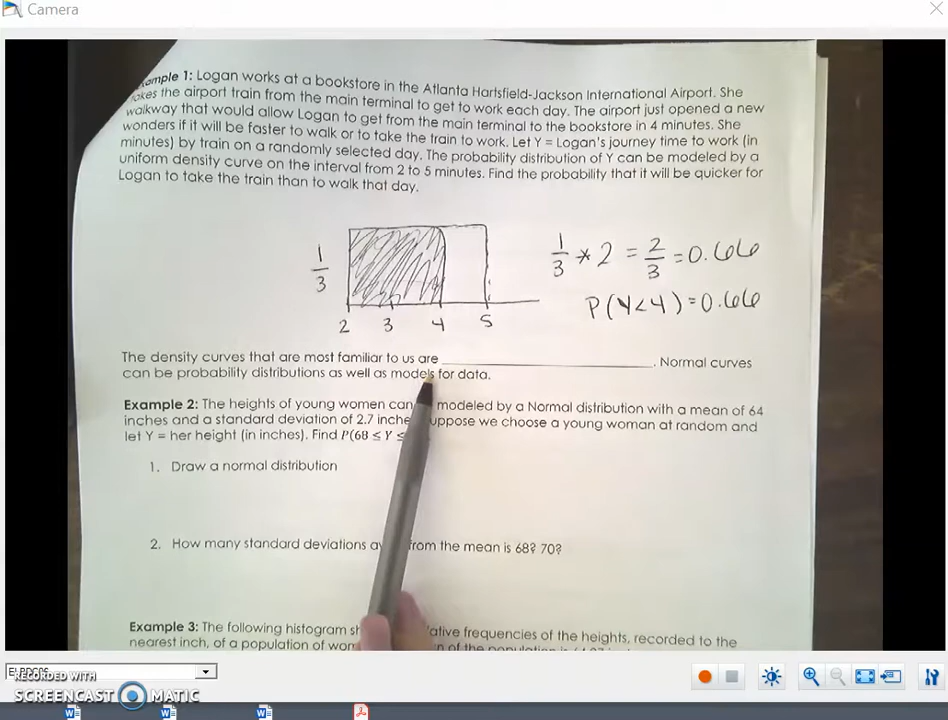 Camera
ample 1: Logan works at a bookstore in the Atlanta Hartsfield-Jackson International Airport. She
akes the airport train from the main terminal to get to work each day. The airport just opened a new
walkway that would allow Logan to get from the main terminal to the bookstore in 4 minutes. She
wonders if it will be faster to walk or to take the train to work. Let Y = Logan's journey time to work (in
minutes) by train on a randomly selected day. The probability distribution of Y can be modeled by a
uniform density curve on the interval from 2 to 5 minutes. Find the probability that it will be quicker for
Logan to take the train than to walk that day.
1/3
2 3 4 5
1/3 * 2 = 2/3 = 0.66
P(Y<4) = 0.66
The density curves that are most familiar to us are ______________________________. Normal curves
can be probability distributions as well as models for data.
Example 2: The heights of young women can modeled by a Normal distribution with a mean of 64
inches and a standard deviation of 2.7 inche uppose we choose a young woman at random and
let Y = her height (in inches). Find P(68 ≤ Y ≤
1. Draw a normal distribution
2. How many standard deviations a from the mean is 68? 70?
Example 3: The following histogram sh ative frequencies of the heights, recorded to the
nearest inch, of a population of wom n of the population is
RECORDED WITH
SCREENCAST MATIC